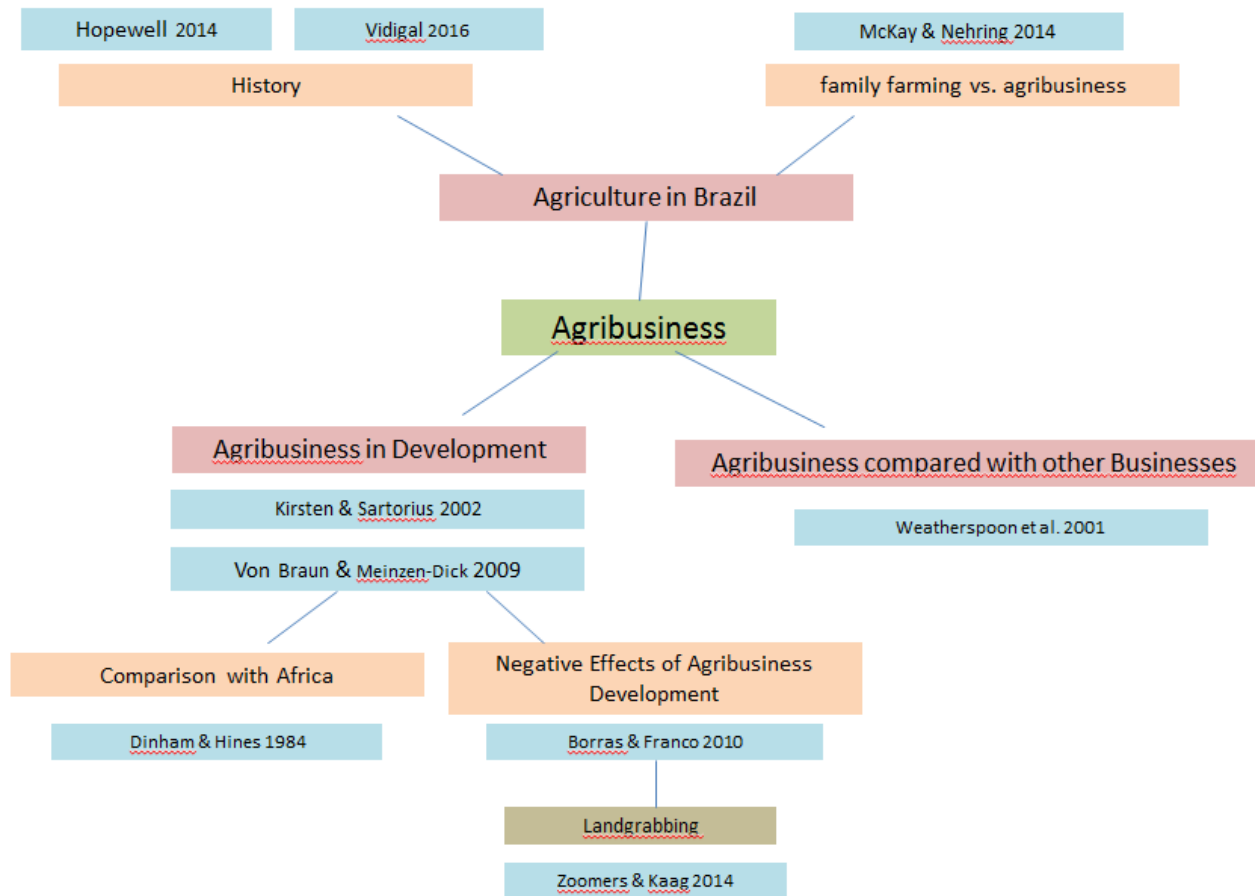 Hopewell 2014
Vidigal 2016
McKay & Nehring 2014
History
family farming vs. agribusiness
Agriculture in Brazil
Agribusiness
Agribusiness in Development
Agribusiness compared with other Businesses
Kirsten & Sartorius 2002
Weatherspoon et al. 2001
Von Braun & Meinzen-Dick 2009
Comparison with Africa
Negative Effects of Agribusiness
Development
Dinham & Hines 1984
Borras & Franco 2010
Landgrabbing
Zoomers & Kaag 2014